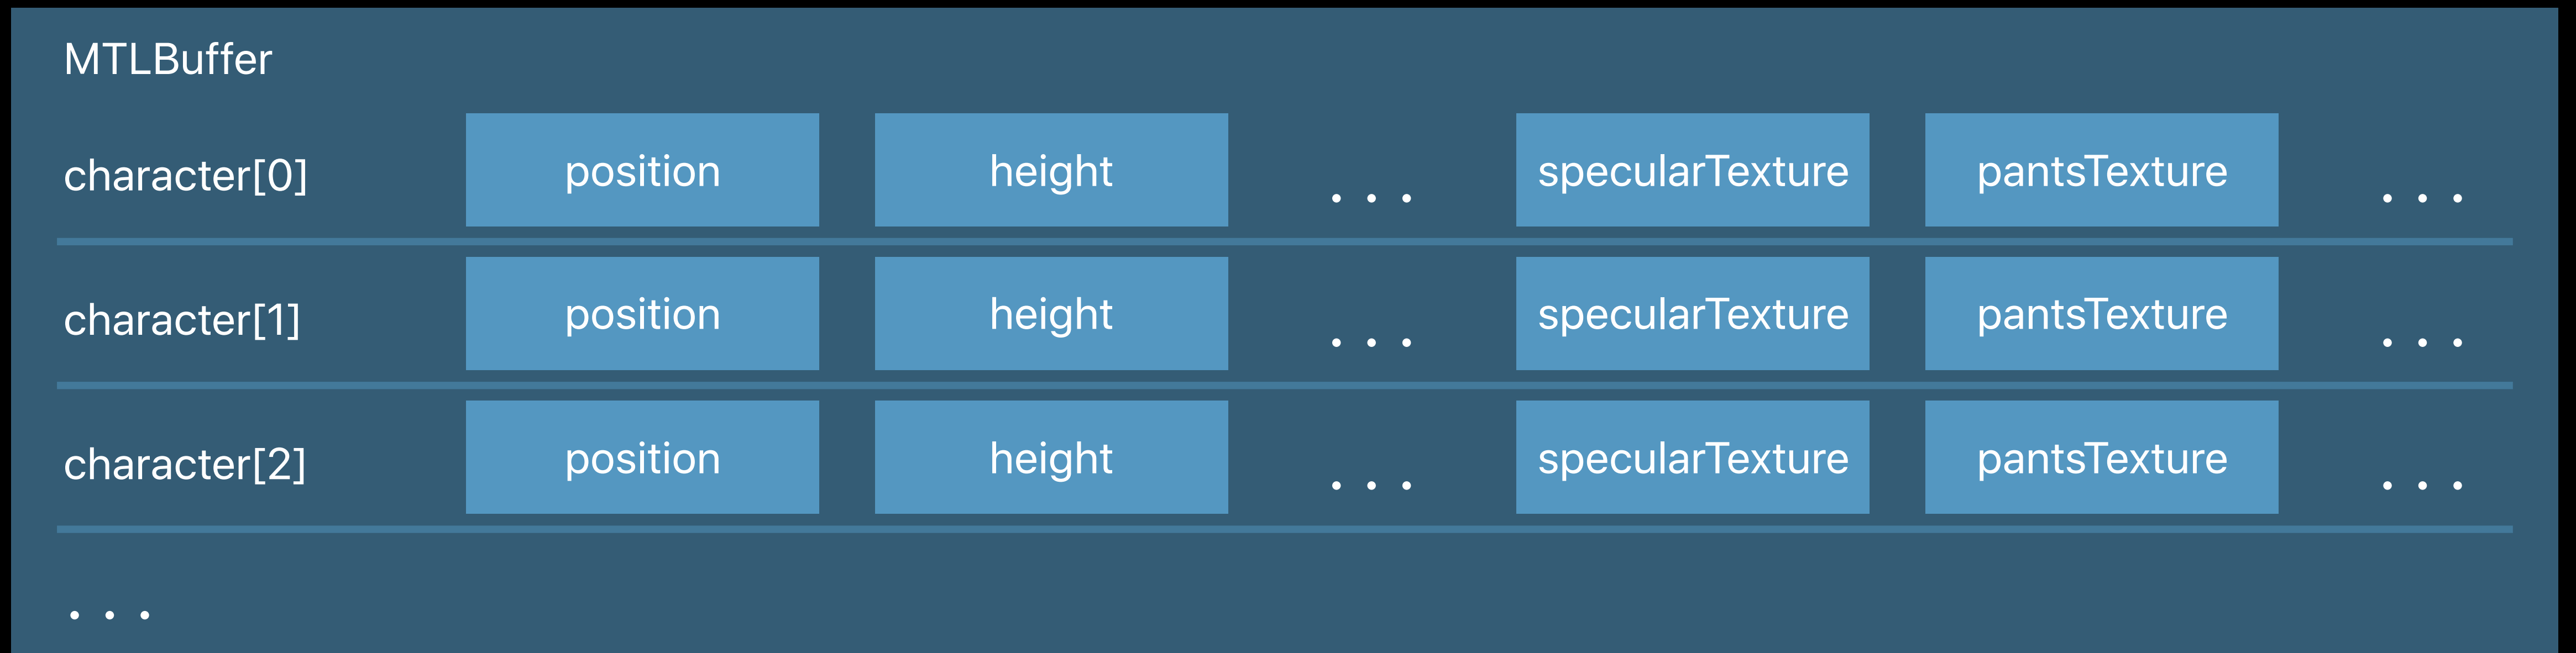 MTLBuffer
character[0] position height . . . specularTexture pantsTexture . . .
character[1] position height . . . specularTexture pantsTexture . . .
character[2] position height . . . specularTexture pantsTexture . . .
. . .